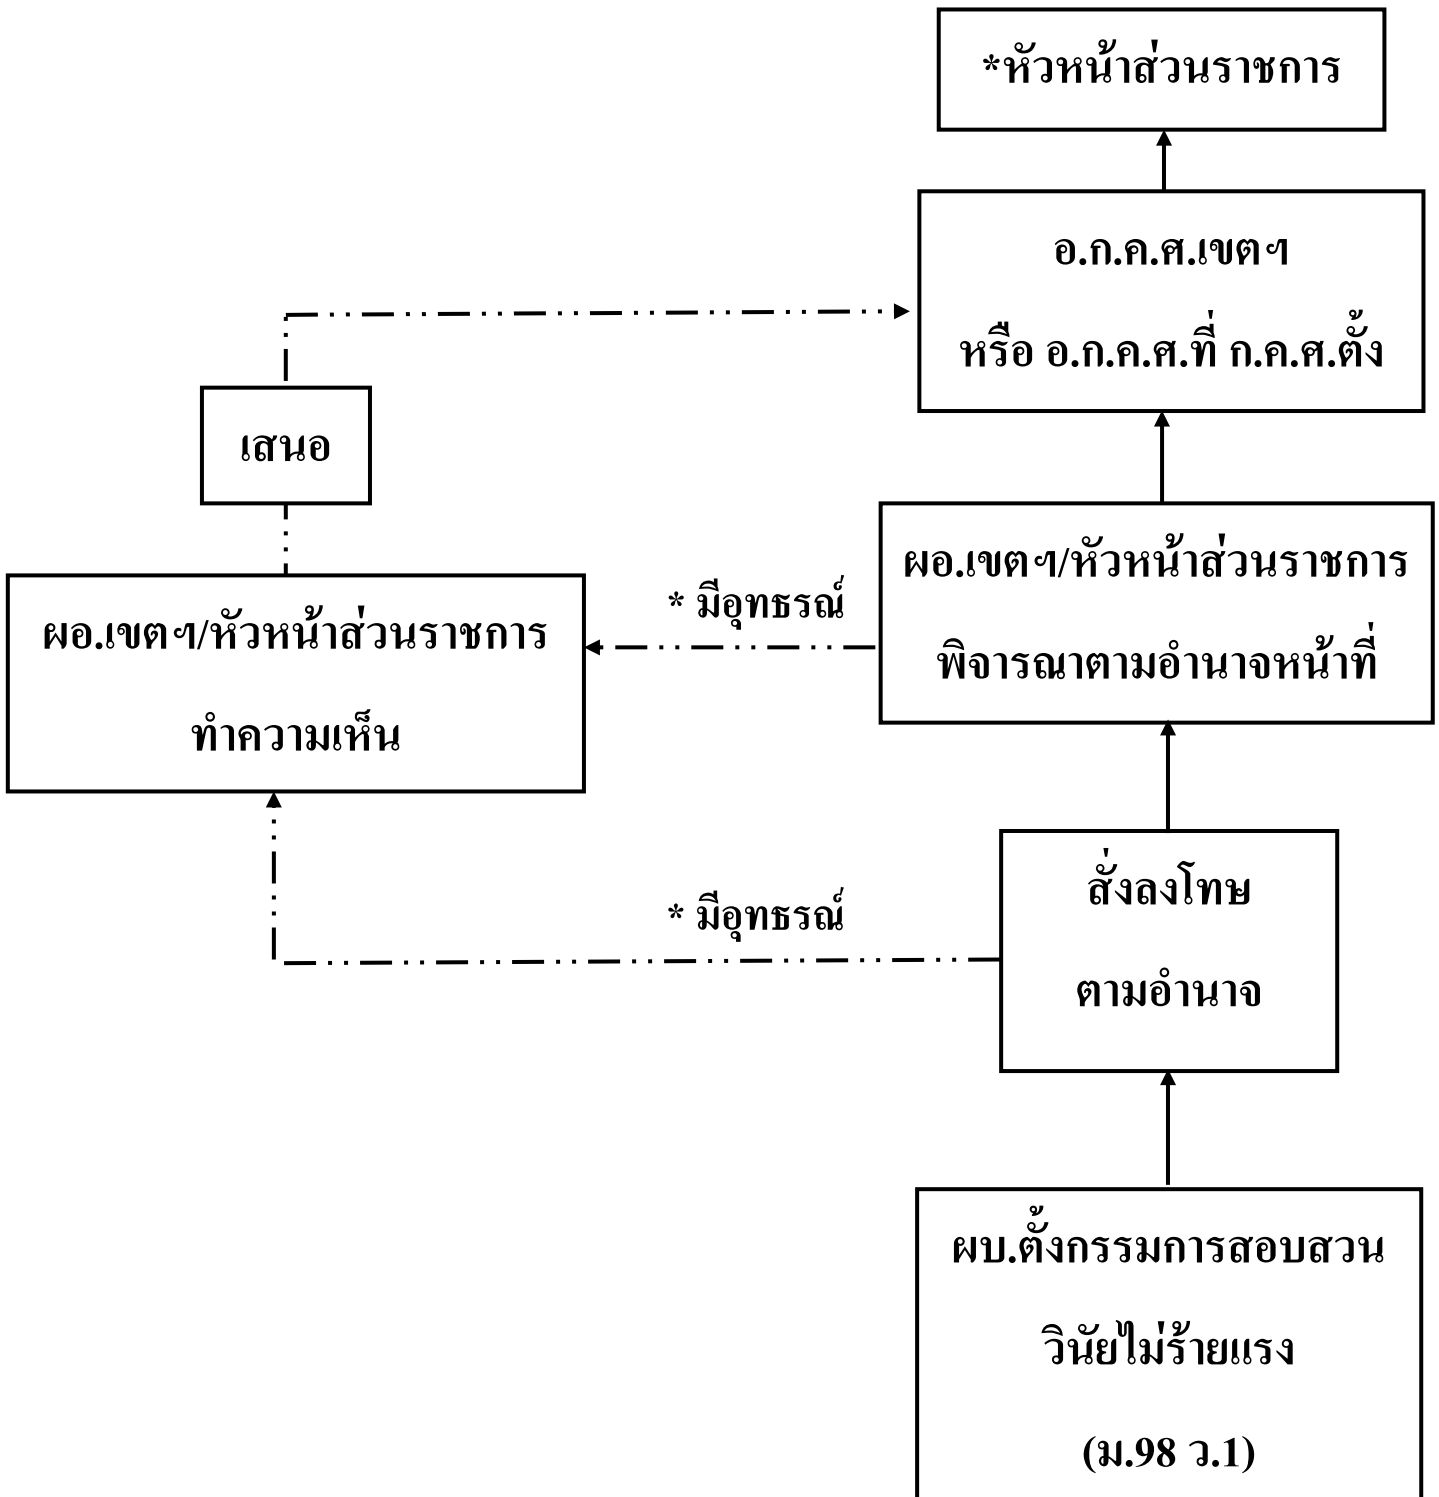 *หัวหน้าส่วนราชการ
อ.ก.ค.ศ.เขตฯ
หรือ อ.ก.ค.ศ.ที่ ก.ค.ศ.ตั้ง
เสนอ
ผอ.เขตฯ/หัวหน้าส่วนราชการ
พิจารณาตามอำนาจหน้าที่
* มีอุทธรณ์
ผอ.เขตฯ/หัวหน้าส่วนราชการ
ทำความเห็น
สั่งลงโทษ
ตามอำนาจ
* มีอุทธรณ์
ผบ.ตั้งกรรมการสอบสวน
วินัยไม่ร้ายแรง
(ม.98 ว.1)